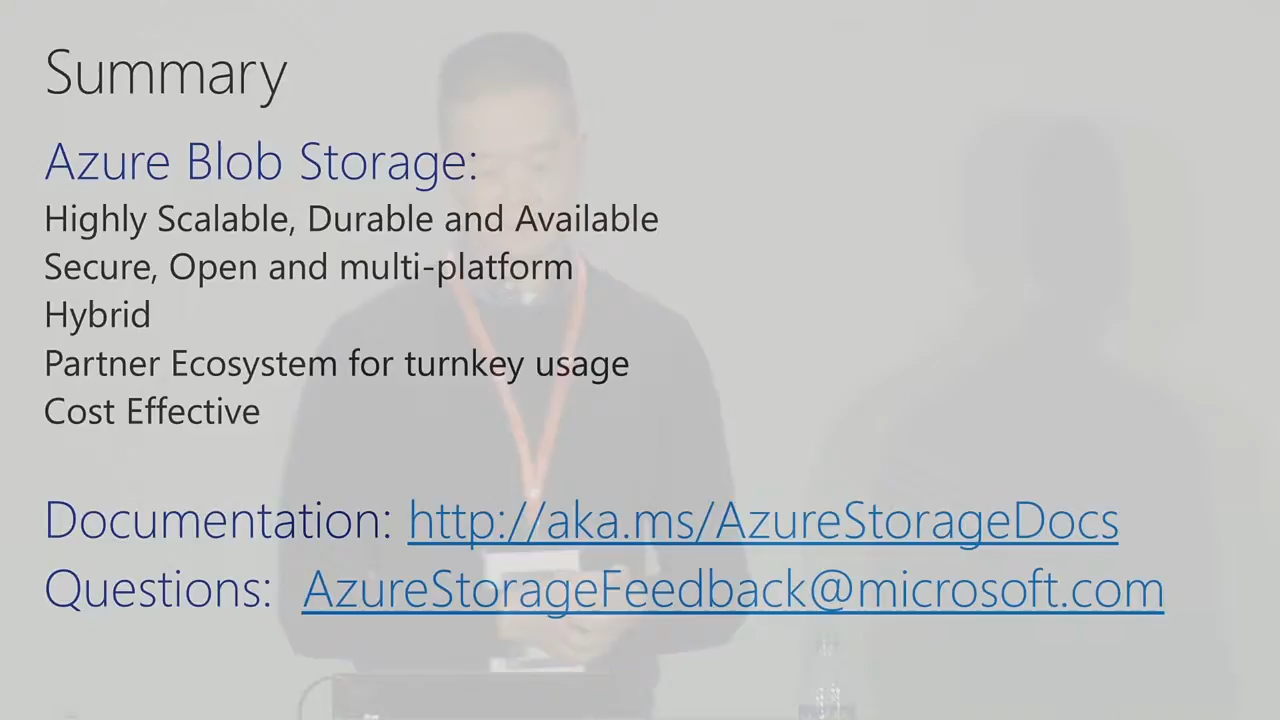 Summary
Azure Blob Storage:
Highly Scalable, Durable and Available
Secure, Open and multi-platform
Hybrid
Partner Ecosystem for turnkey usage
Cost Effective
Documentation: http://aka.ms/AzureStorageDocs
Questions: AzureStorageFeedback@microsoft.com